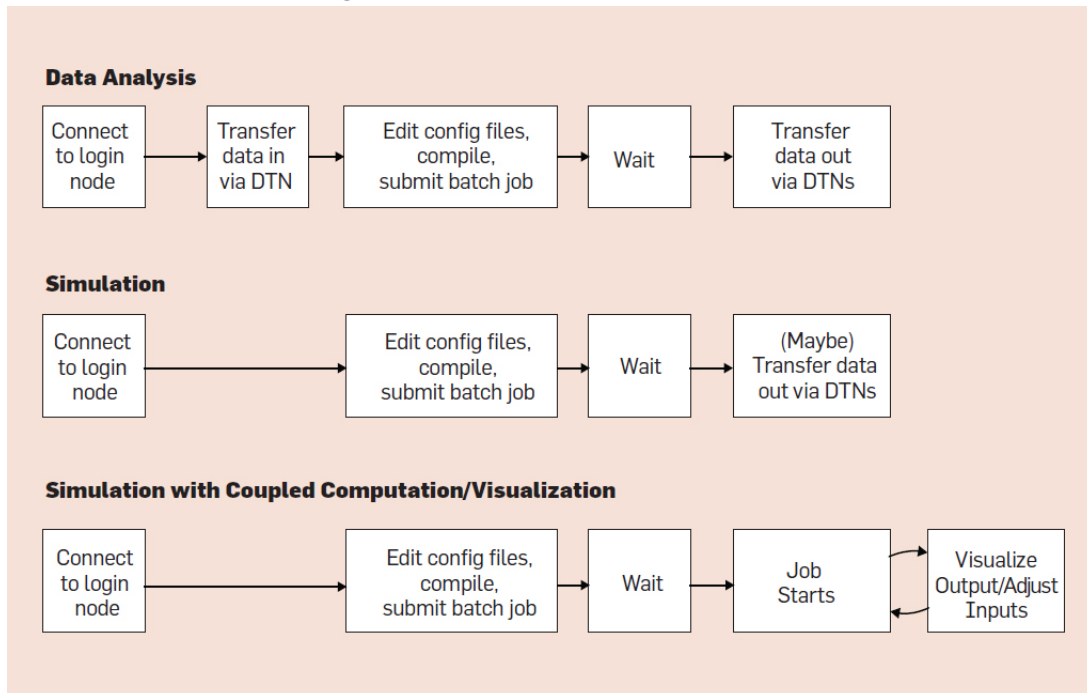 Data Analysis
Connect
to login
node
Transfer
data in
via DTN
Edit config files,
compile,
submit batch job
Wait
Transfer
data out
via DTNs
Simulation
Connect
to login
node
Edit config files,
compile,
submit batch job
Wait
(Maybe)
Transfer data
out via DTNs
Simulation with Coupled Computation/Visualization
Connect
to login
node
Edit config files,
compile,
submit batch job
Wait
Job
Starts
Visualize
Output/Adjust
Inputs